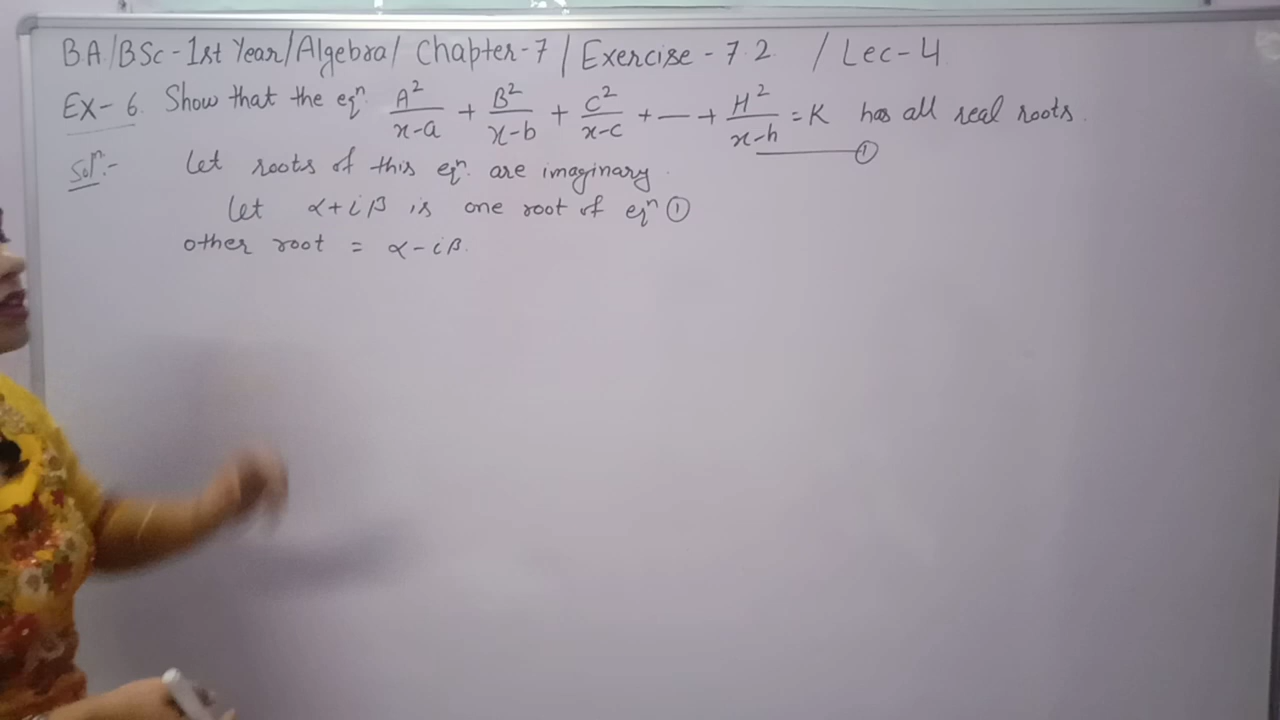 B.A/BSc-1st Year/Algebra/ Chapter-7 / Exercise-7.2. / Lec-4
Ex-6. Show that the eqⁿ. A²/(x-a) + B²/(x-b) + C²/(x-c) + — + H²/(x-h) = K has all real roots.
①
Solⁿ:- Let roots of this eqⁿ. are imaginary.
Let α+iβ is one root of eqⁿ ①
other root = α-iβ.